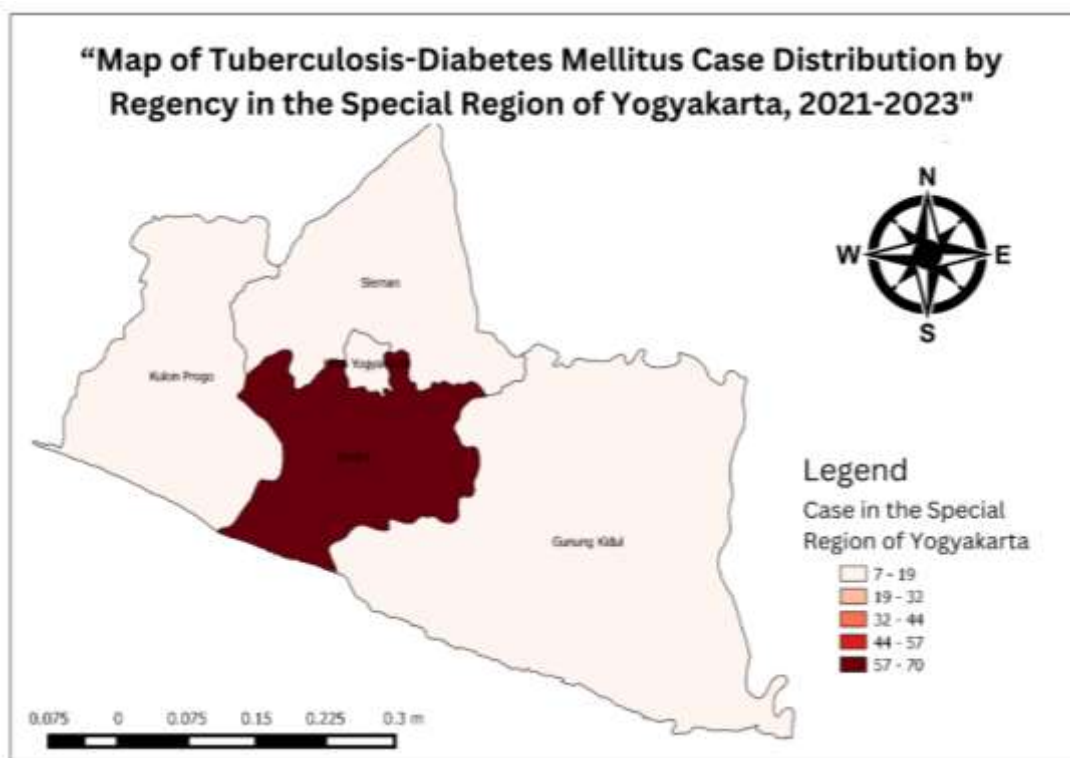 “Map of Tuberculosis-Diabetes Mellitus Case Distribution by
Regency in the Special Region of Yogyakarta, 2021-2023"
N
W
E
S
Sleman
Kulon Progo
Gunung Kidul
Legend
Case in the Special
Region of Yogyakarta
7 - 19
19 - 32
32 - 44
44 - 57
57 - 70
0.075 0 0.075 0.15 0.225 0.3 m